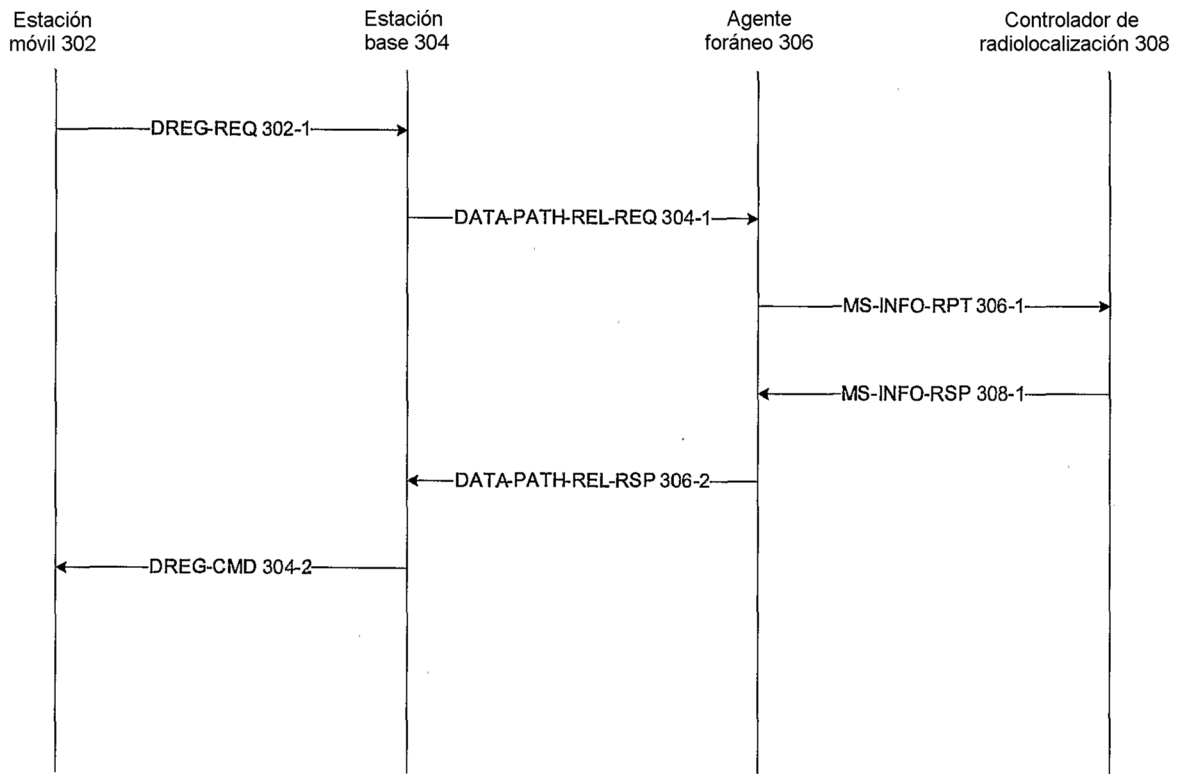 Estación
móvil 302
Estación
base 304
Agente
foráneo 306
Controlador de
radiolocalización 308
DREG-REQ 302-1
DATA-PATH-REL-REQ 304-1
MS-INFO-RPT 306-1
MS-INFO-RSP 308-1
DATA-PATH-REL-RSP 306-2
DREG-CMD 304-2